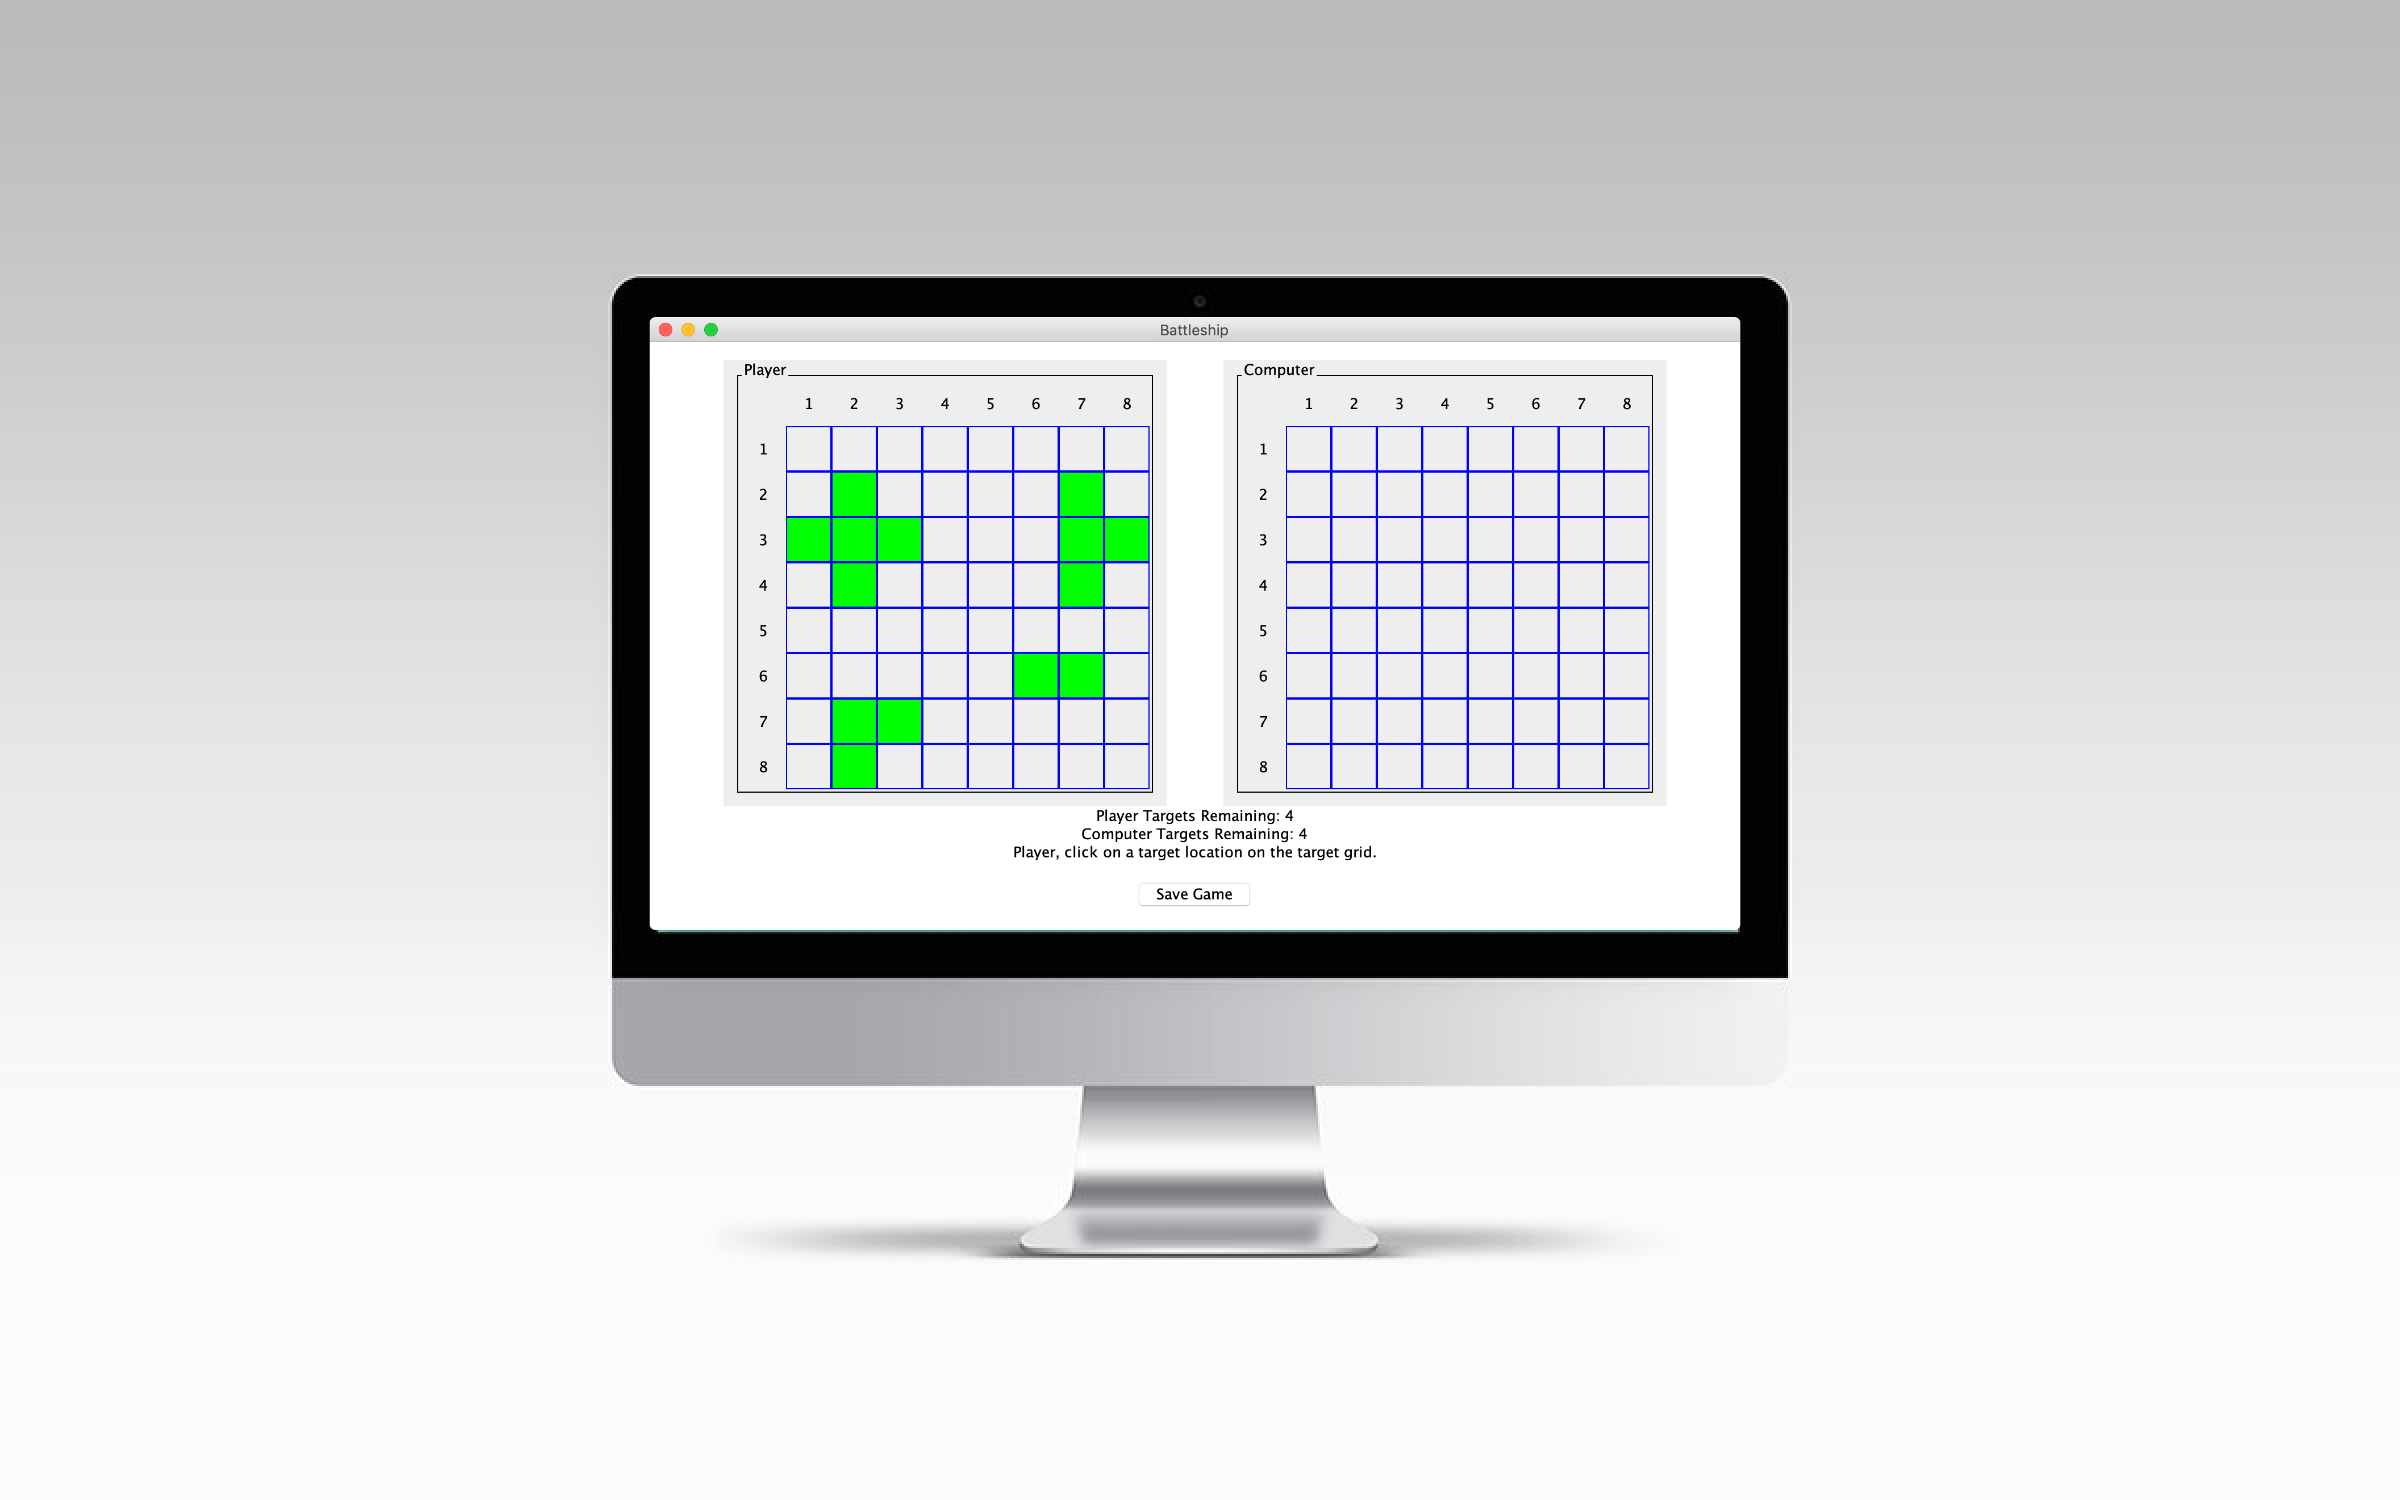 Battleship
Player
1 2 3 4 5 6 7 8
1
2
3
4
5
6
7
8
Computer
1 2 3 4 5 6 7 8
1
2
3
4
5
6
7
8
Player Targets Remaining: 4
Computer Targets Remaining: 4
Player, click on a target location on the target grid.
Save Game